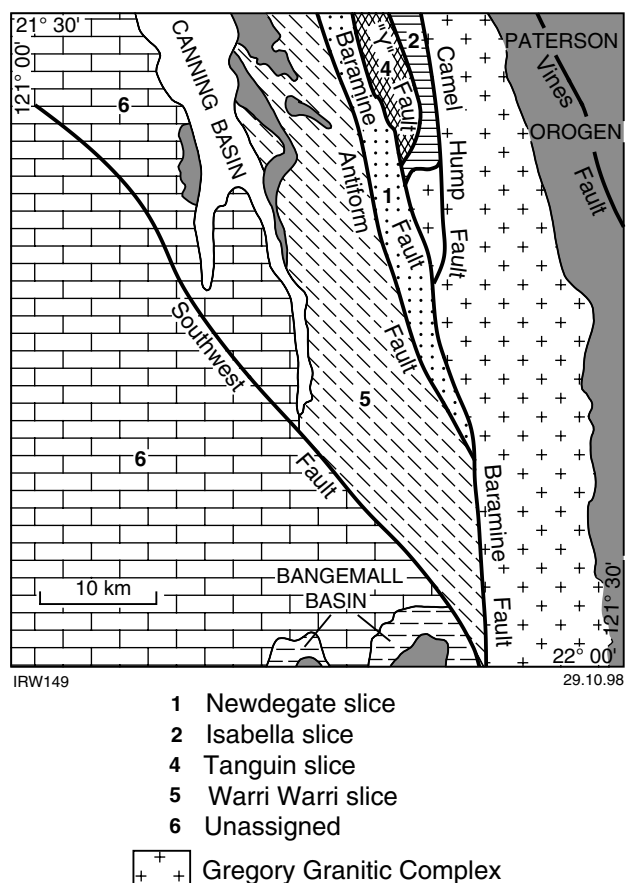 21° 30'
121° 00'
CANNING BASIN
Baramine
Fault
"Y"
Fault
Camel
Hump
Fault
PATERSON
OROGEN
Vines
Fault
Antiform
Fault
Southwest
Fault
Baramine
Fault
6
4
2
1
5
6
10 km
BANGEMALL
BASIN
121° 30'
22° 00'
IRW149
29.10.98
1 Newdegate slice
2 Isabella slice
4 Tanguin slice
5 Warri Warri slice
6 Unassigned
Gregory Granitic Complex